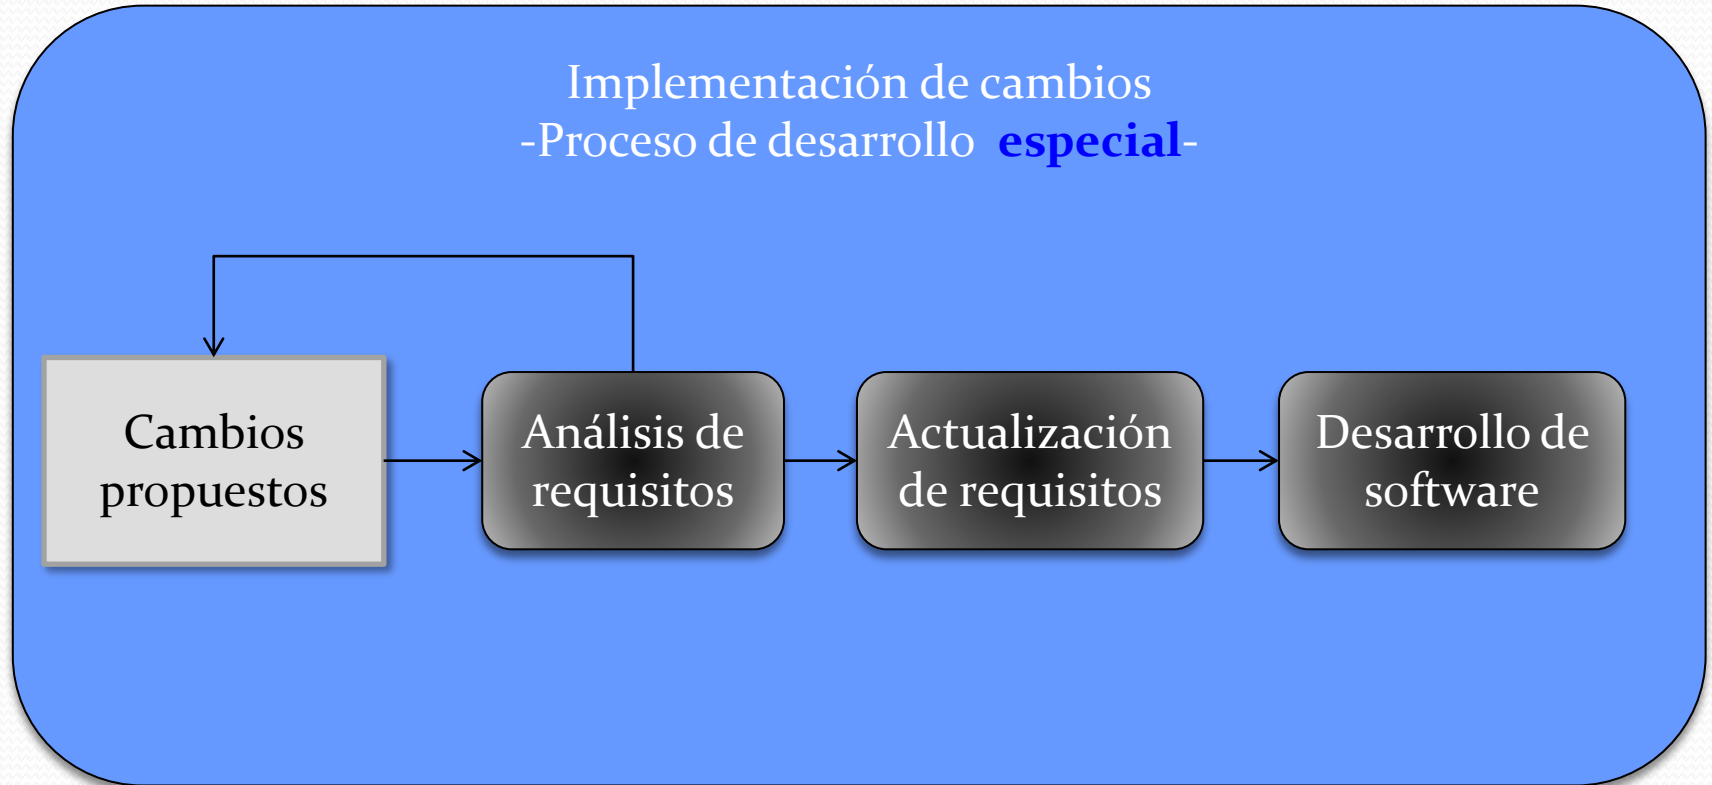 Implementación de cambios
-Proceso de desarrollo especial-
Cambios
propuestos
Análisis de
requisitos
Actualización
de requisitos
Desarrollo de
software